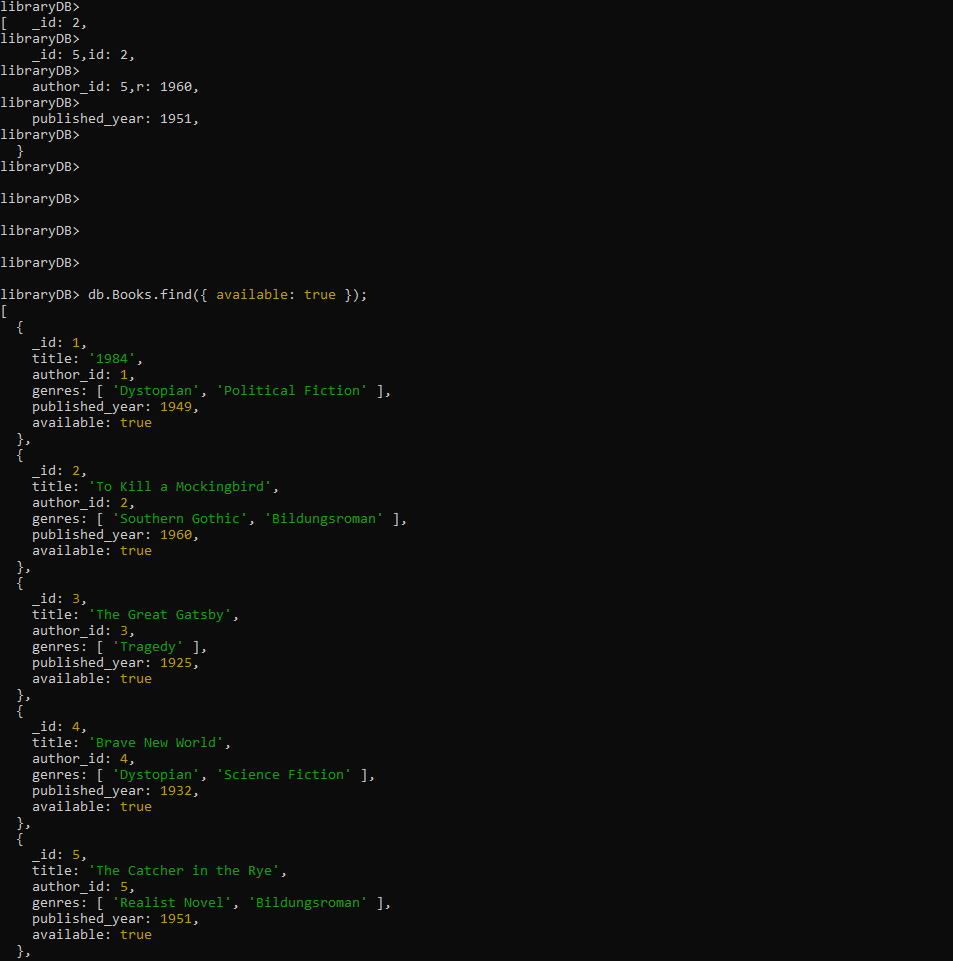 libraryDB>
[   _id: 2,
libraryDB>
    _id: 5,id: 2,
libraryDB>
    author_id: 5,r: 1960,
libraryDB>
    published_year: 1951,
libraryDB>
  }
libraryDB>
libraryDB>
libraryDB>
libraryDB>
libraryDB> db.Books.find({ available: true });
[
  {
    _id: 1,
    title: '1984',
    author_id: 1,
    genres: [ 'Dystopian', 'Political Fiction' ],
    published_year: 1949,
    available: true
  },
  {
    _id: 2,
    title: 'To Kill a Mockingbird',
    author_id: 2,
    genres: [ 'Southern Gothic', 'Bildungsroman' ],
    published_year: 1960,
    available: true
  },
  {
    _id: 3,
    title: 'The Great Gatsby',
    author_id: 3,
    genres: [ 'Tragedy' ],
    published_year: 1925,
    available: true
  },
  {
    _id: 4,
    title: 'Brave New World',
    author_id: 4,
    genres: [ 'Dystopian', 'Science Fiction' ],
    published_year: 1932,
    available: true
  },
  {
    _id: 5,
    title: 'The Catcher in the Rye',
    author_id: 5,
    genres: [ 'Realist Novel', 'Bildungsroman' ],
    published_year: 1951,
    available: true
  },